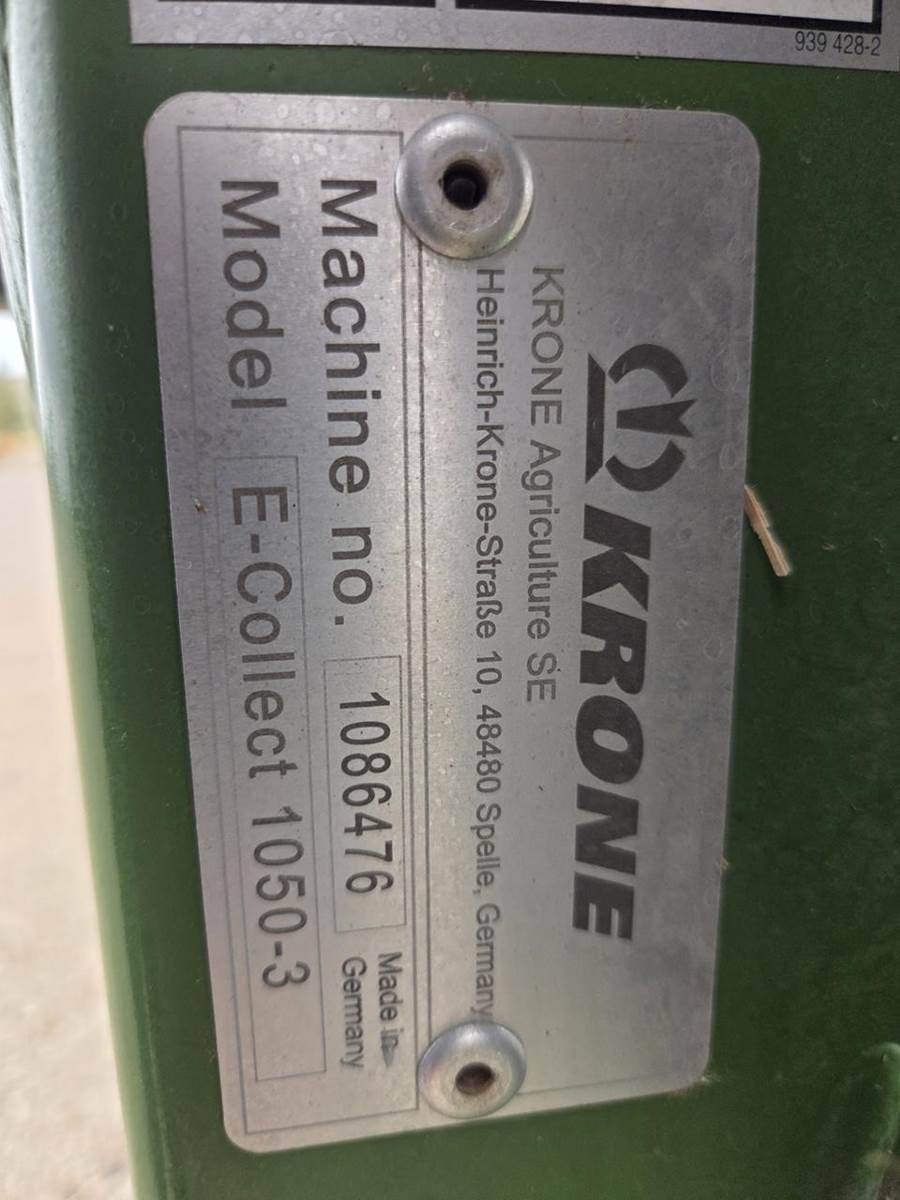 939 428-2
KRONE
KRONE Agriculture SE
Heinrich-Krone-Straße 10, 48480 Spelle, Germany
Machine no. 1086476 Made in Germany
Model E-Collect 1050-3